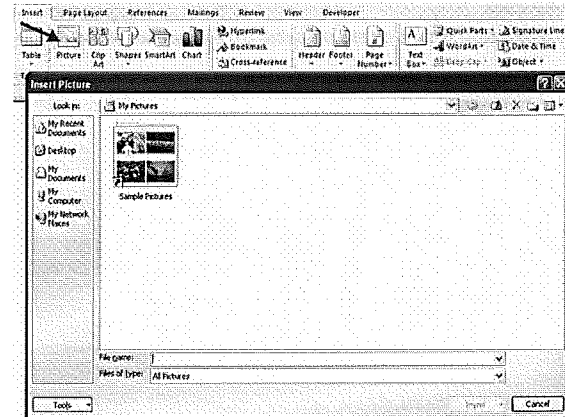 Insert Page Layout References Mailings Review View Developer
Table Picture Clip Art Shapes SmartArt Chart
Hyperlink
Bookmark
Cross-reference
Header Footer Page Number
Text Box
Quick Parts
WordArt
Drop Cap
Signature Line
Date & Time
Object
Insert Picture
Look in: My Pictures
My Recent Documents
Desktop
My Documents
My Computer
My Network Places
Sample Pictures
File name:
Files of type: All Pictures
Tools
Insert
Cancel